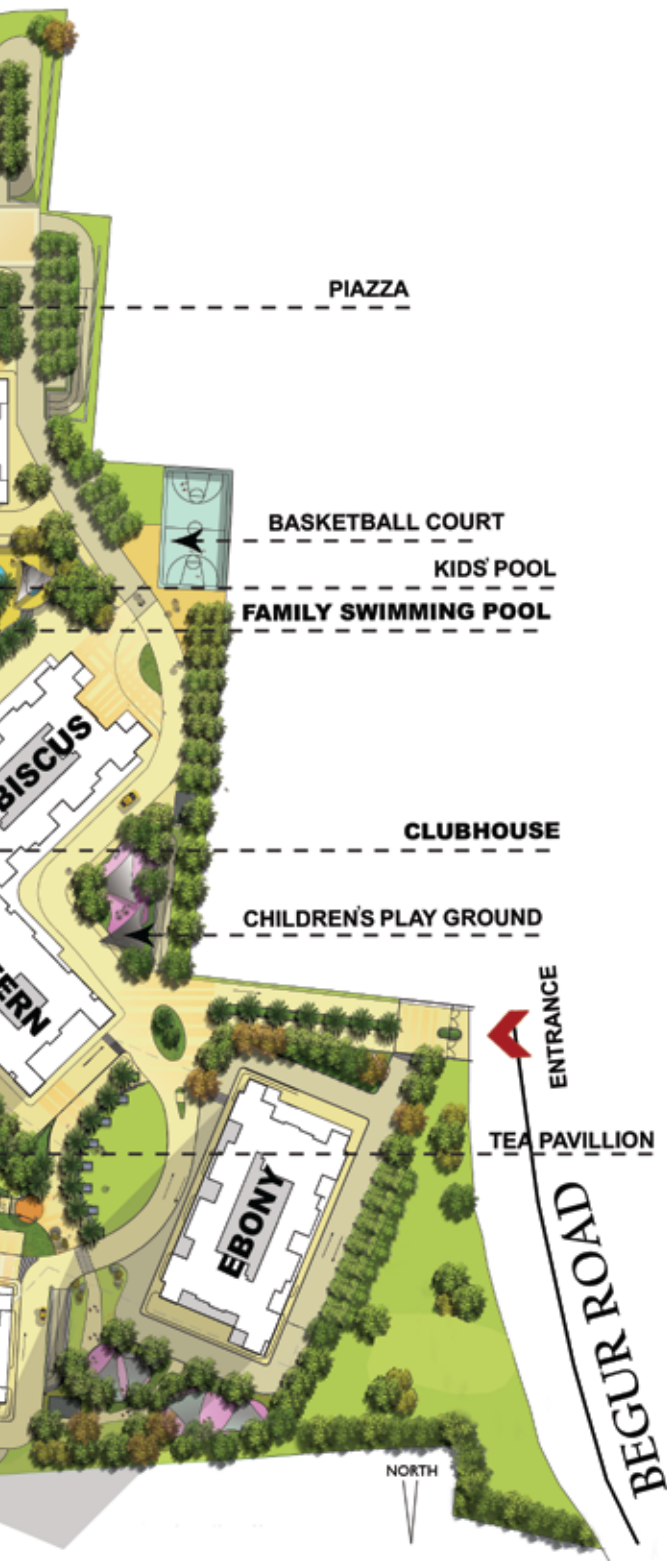 PIAZZA
BASKETBALL COURT
KIDS' POOL
FAMILY SWIMMING POOL
BISCUS
CLUBHOUSE
CHILDREN'S PLAY GROUND
ERN
ENTRANCE
TEA PAVILLION
EBONY
BEGUR ROAD
NORTH